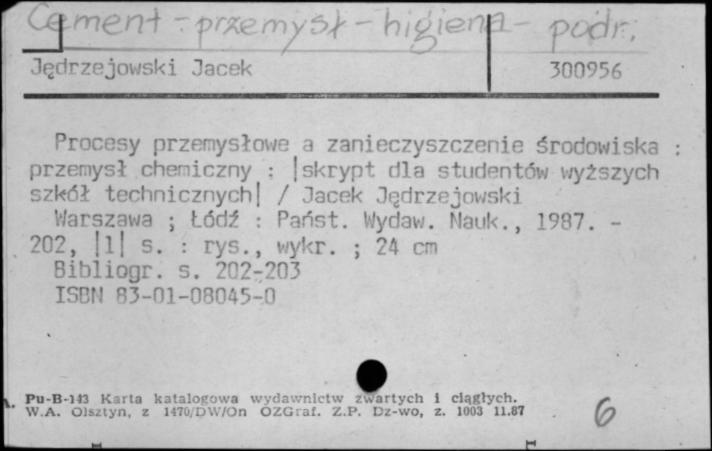 Cement - przemysł - higiena - podr.
Jędrzejowski Jacek 300956
Procesy przemysłowe a zanieczyszczenie środowiska :
przemysł chemiczny : |skrypt dla studentów wyższych
szkół technicznych| / Jacek Jędrzejowski
Warszawa ; Łódź : Państ. Wydaw. Nauk., 1987. -
202, |1| s. : rys., wykr. ; 24 cm
Bibliogr. s. 202-203
ISBN 83-01-08045-0
Pu-B-143 Karta katalogowa wydawnictw zwartych i ciągłych.
W.A. Olsztyn, z 1470/DW/On OZGraf. Z.P. Dz-wo, z. 1003 11.87
6